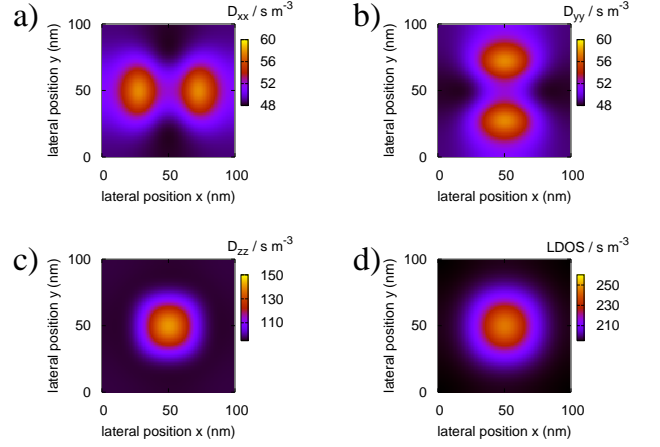 a)
D_xx / s m^-3
lateral position y (nm)
100
50
0
0 50 100
lateral position x (nm)
60
56
52
48
b)
D_yy / s m^-3
lateral position y (nm)
100
50
0
0 50 100
lateral position x (nm)
60
56
52
48
c)
D_zz / s m^-3
lateral position y (nm)
100
50
0
0 50 100
lateral position x (nm)
150
130
110
d)
LDOS / s m^-3
lateral position y (nm)
100
50
0
0 50 100
lateral position x (nm)
250
230
210